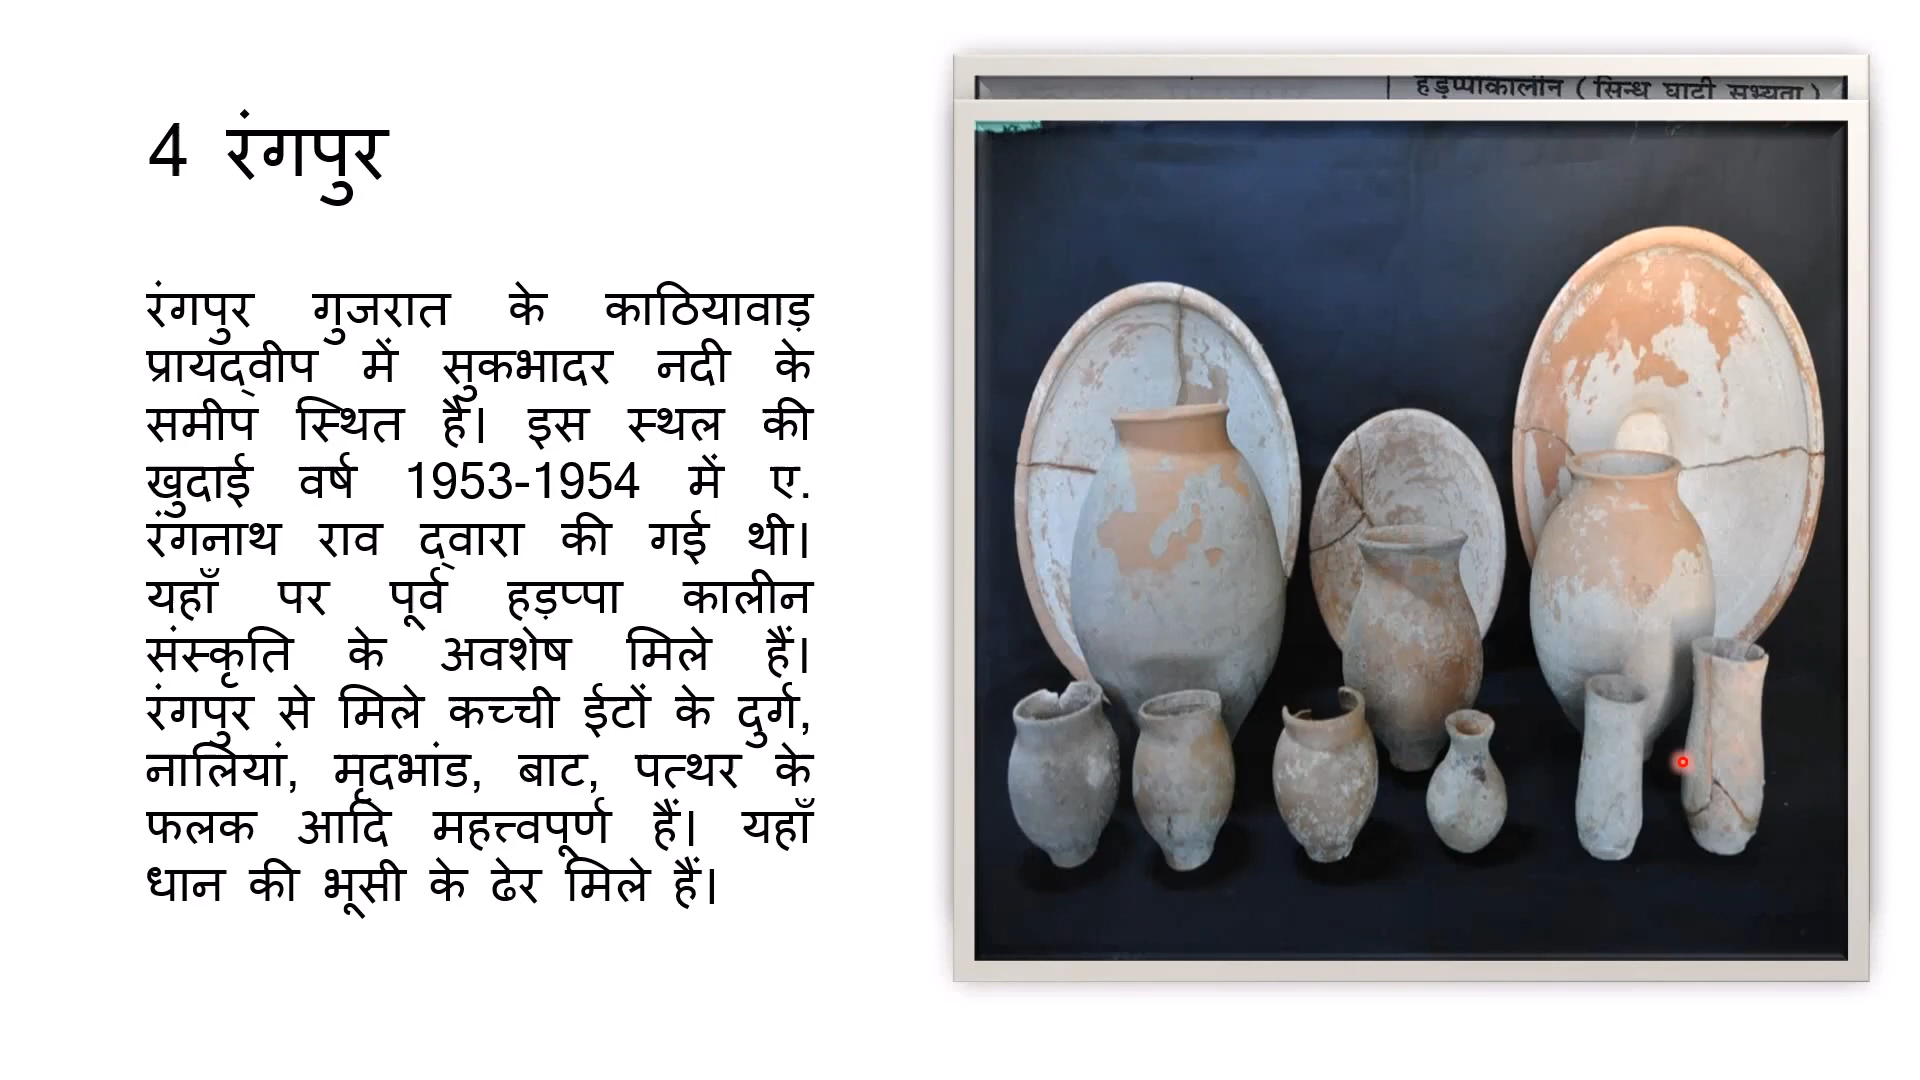 4 रंगपुर
रंगपुर गुजरात के काठियावाड़
प्रायद्वीप में सुकभादर नदी के
समीप स्थित है। इस स्थल की
खुदाई वर्ष 1953-1954 में ए.
रंगनाथ राव द्वारा की गई थी।
यहाँ पर पूर्व हड़प्पा कालीन
संस्कृति के अवशेष मिले हैं।
रंगपुर से मिले कच्ची ईटों के दुर्ग,
नालियां, मृदभांड, बाट, पत्थर के
फलक आदि महत्त्वपूर्ण हैं। यहाँ
धान की भूसी के ढेर मिले हैं।
हड़प्पाकालीन ( सिन्ध घाटी सभ्यता )